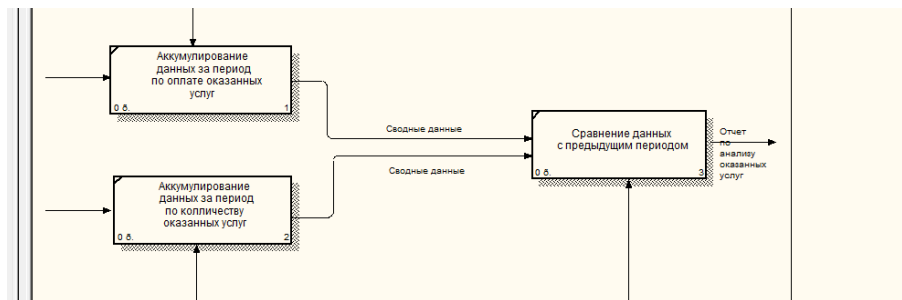 Аккумулирование
данных за период
по оплате оказанных
услуг
0 б.
1
Сводные данные
Сводные данные
Аккумулирование
данных за период
по колличеству
оказанных услуг
0 б.
2
Сравнение данных
с предыдущим периодом
0 б.
3
Отчет
по
анализу
оказанных
услуг